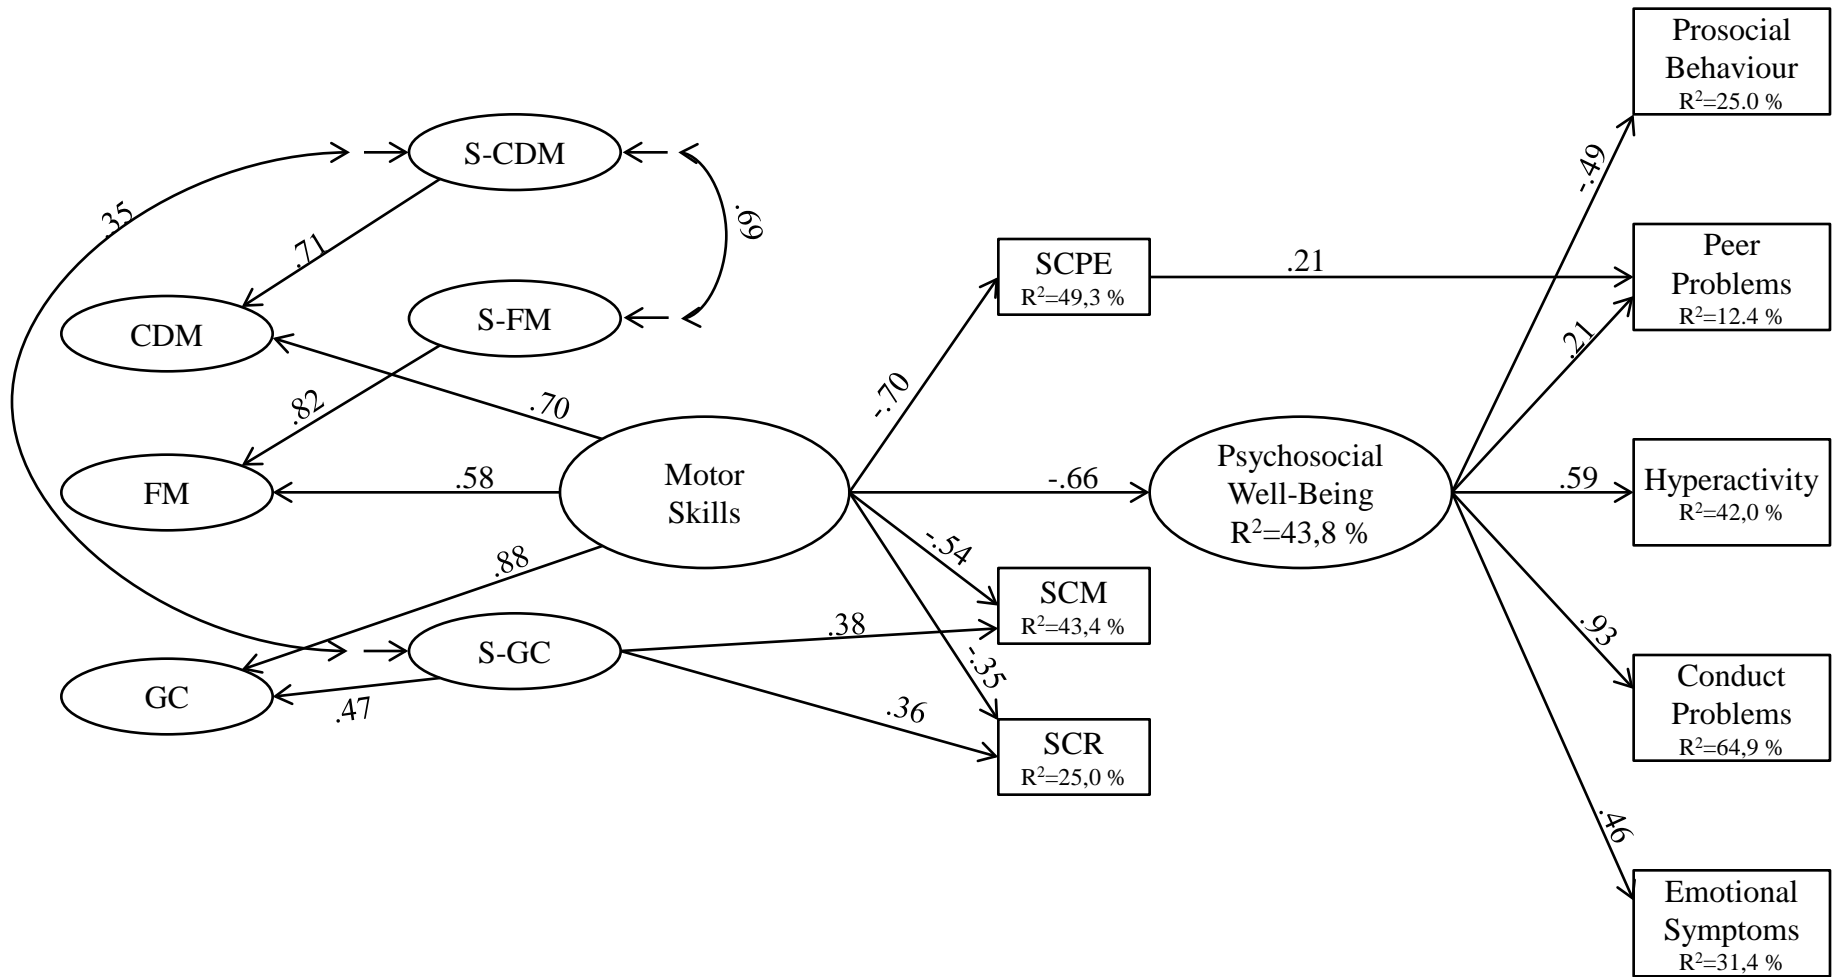 Prosocial
Behaviour
R²=25.0 %
S-CDM
-.49
.35
.69
.71
SCPE
R²=49,3 %
.21
Peer
Problems
R²=12.4 %
S-FM
CDM
.21
.82
.70
-.70
Psychosocial
Well-Being
R²=43,8 %
Motor
Skills
FM
.58
-.66
.59
Hyperactivity
R²=42,0 %
.88
-.54
SCM
R²=43,4 %
.38
.93
S-GC
-.35
GC
.47
.36
Conduct
Problems
R²=64,9 %
SCR
R²=25,0 %
.46
Emotional
Symptoms
R²=31,4 %